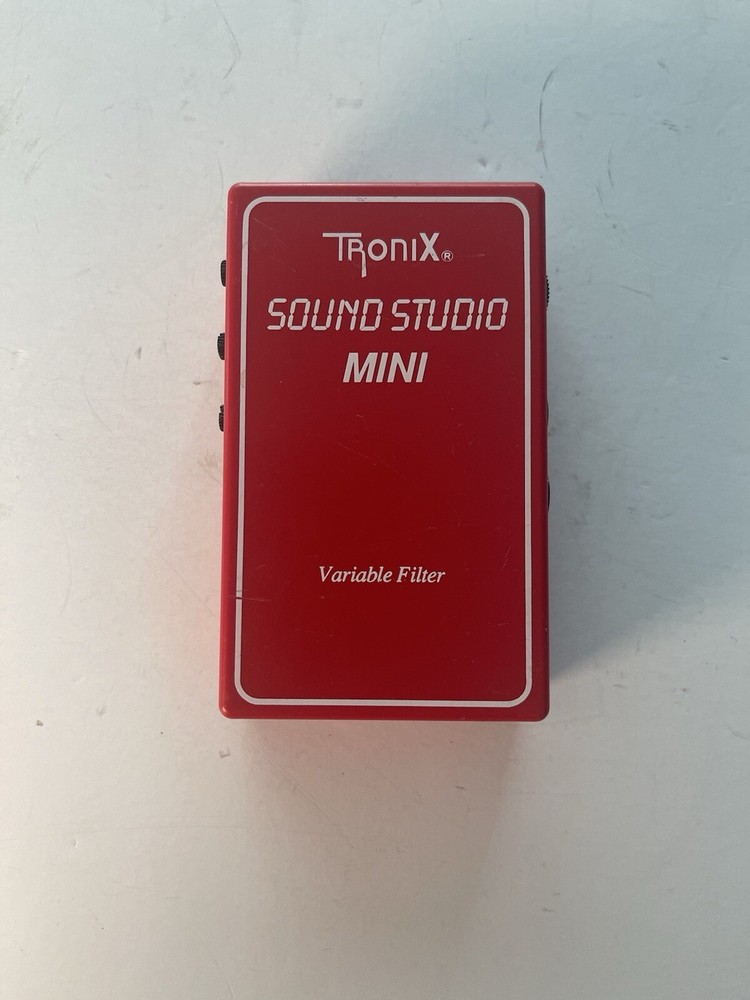 TRoniX®
SOUND STUDIO
MINI
Variable Filter